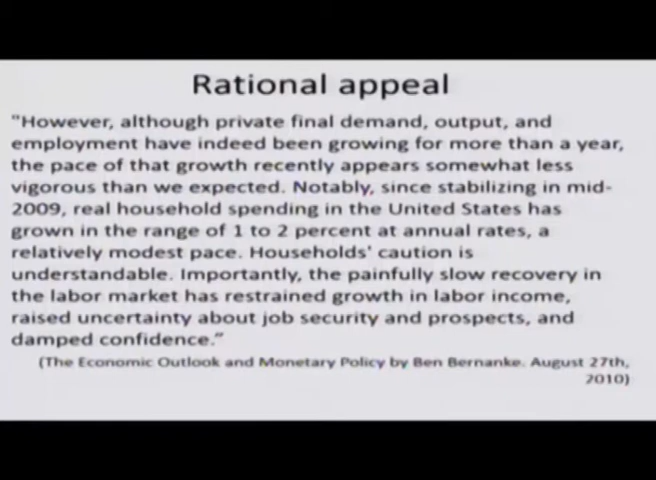 Rational appeal
"However, although private final demand, output, and
employment have indeed been growing for more than a year,
the pace of that growth recently appears somewhat less
vigorous than we expected. Notably, since stabilizing in mid-
2009, real household spending in the United States has
grown in the range of 1 to 2 percent at annual rates, a
relatively modest pace. Households' caution is
understandable. Importantly, the painfully slow recovery in
the labor market has restrained growth in labor income,
raised uncertainty about job security and prospects, and
damped confidence.”
(The Economic Outlook and Monetary Policy by Ben Bernanke. August 27th,
2010)